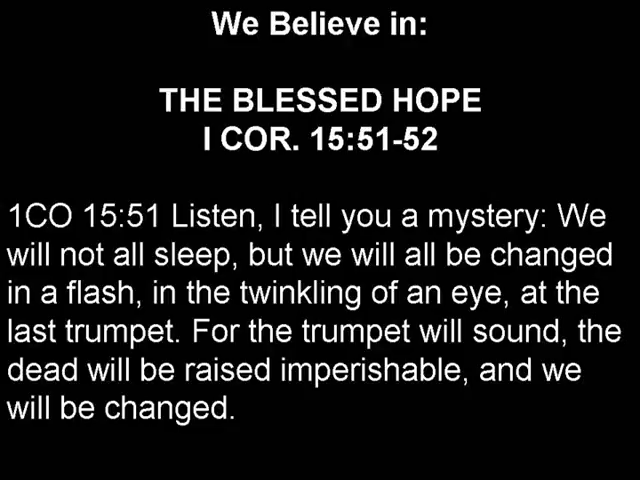 We Believe in:
THE BLESSED HOPE
I COR. 15:51-52
1CO 15:51 Listen, I tell you a mystery: We
will not all sleep, but we will all be changed
in a flash, in the twinkling of an eye, at the
last trumpet. For the trumpet will sound, the
dead will be raised imperishable, and we
will be changed.